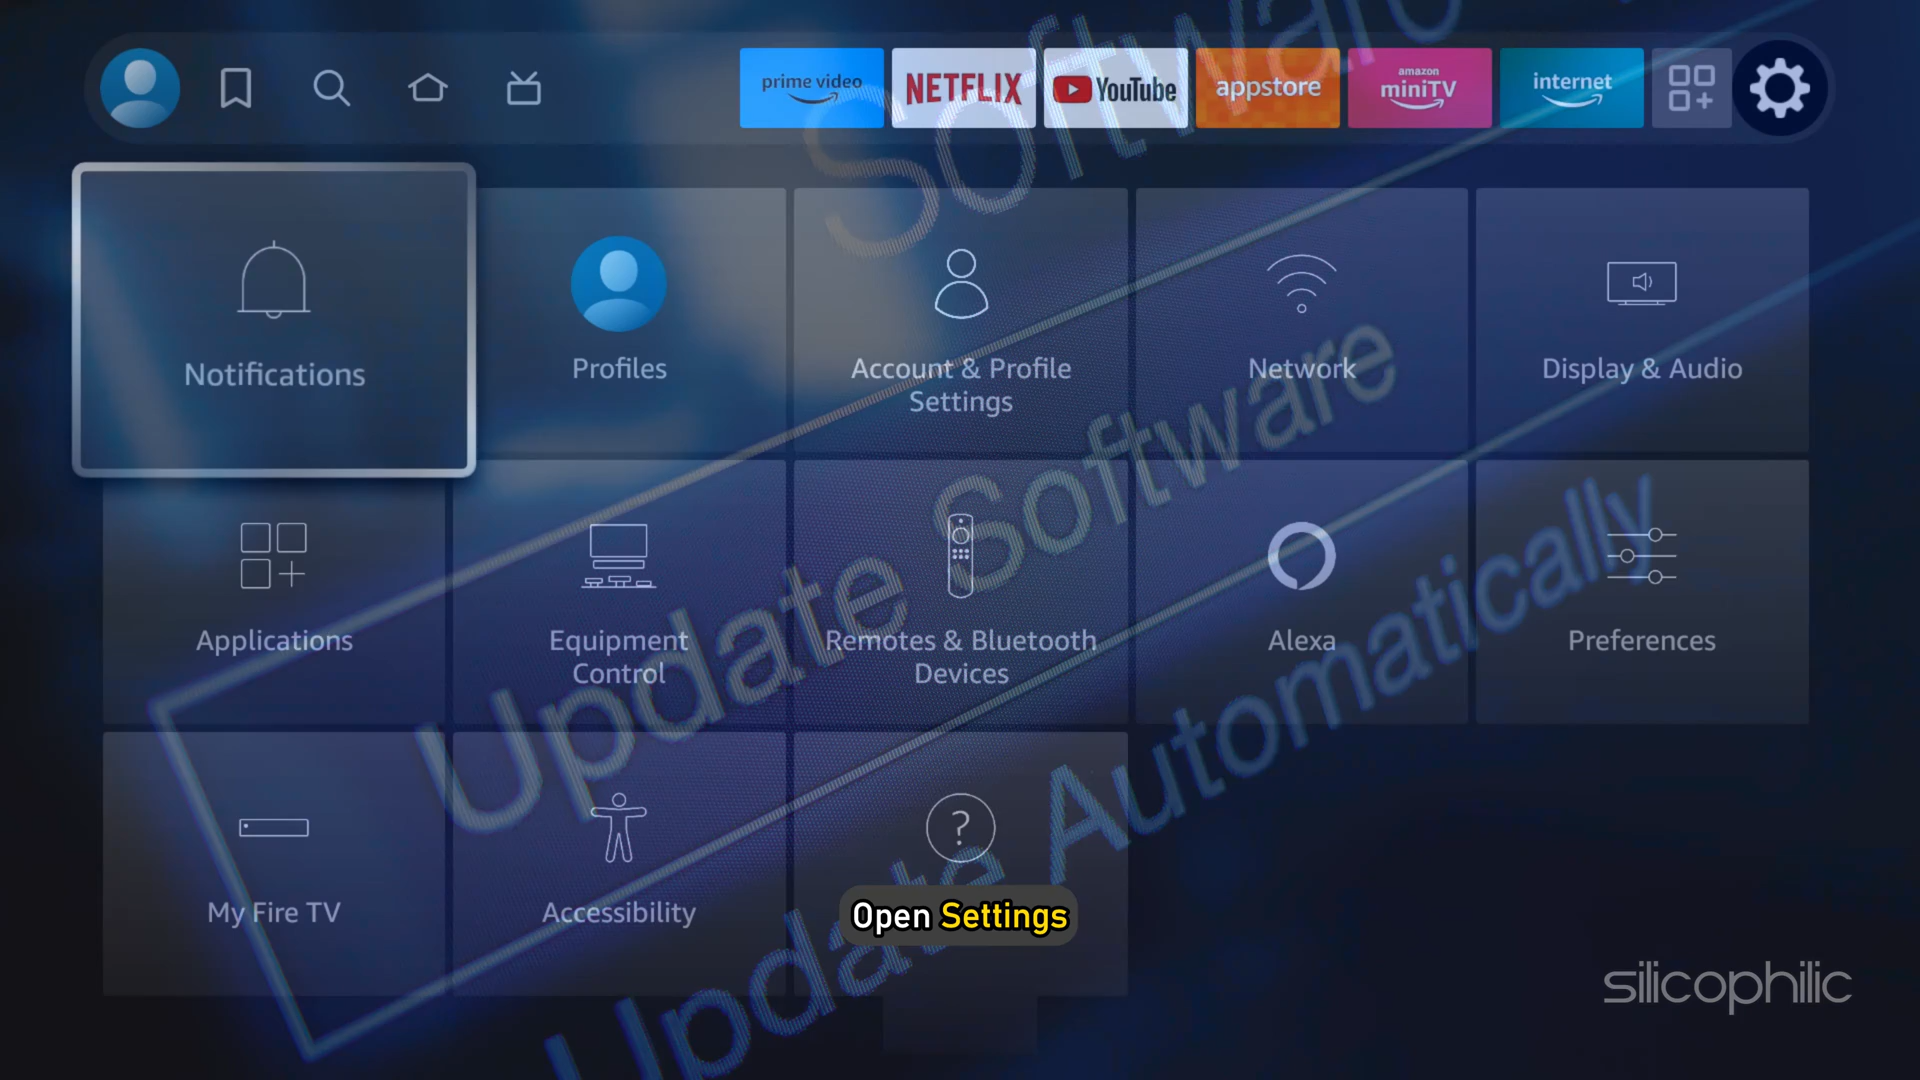 prime video
NETFLIX
YouTube
appstore
amazon
miniTV
internet
Software
Notifications
Profiles
Account & Profile
Settings
Network
Display & Audio
Update Software
Applications
Equipment
Control
Remotes & Bluetooth
Devices
Alexa
Preferences
Update Automatically
My Fire TV
Accessibility
?
Open Settings
silicophilic